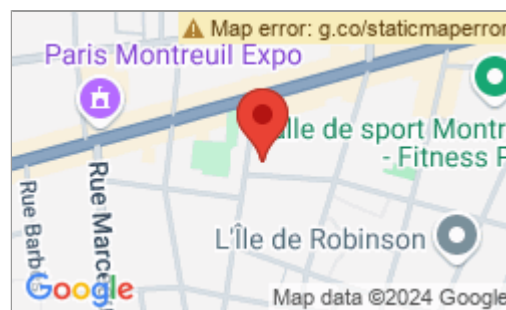 Map error: g.co/staticmaperror
Paris Montreuil Expo
lle de sport Montr
- Fitness P
Rue Marce
Rue Barb
L'Île de Robinson
Google
Map data ©2024 Google